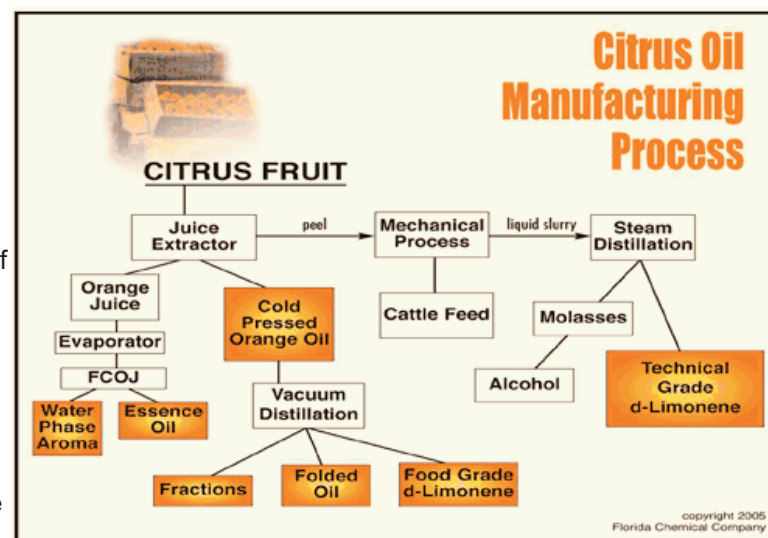 Citrus Oil
Manufacturing
Process
CITRUS FRUIT
Juice
Extractor
peel
Mechanical
Process
liquid slurry
Steam
Distillation
of
Orange
Juice
Cold
Pressed
Orange Oil
Cattle Feed
Molasses
Evaporator
FCOJ
Alcohol
Technical
Grade
d-Limonene
Water
Phase
Aroma
Essence
Oil
Vacuum
Distillation
Fractions
Folded
Oil
Food Grade
d-Limonene
e
copyright 2005
Florida Chemical Company